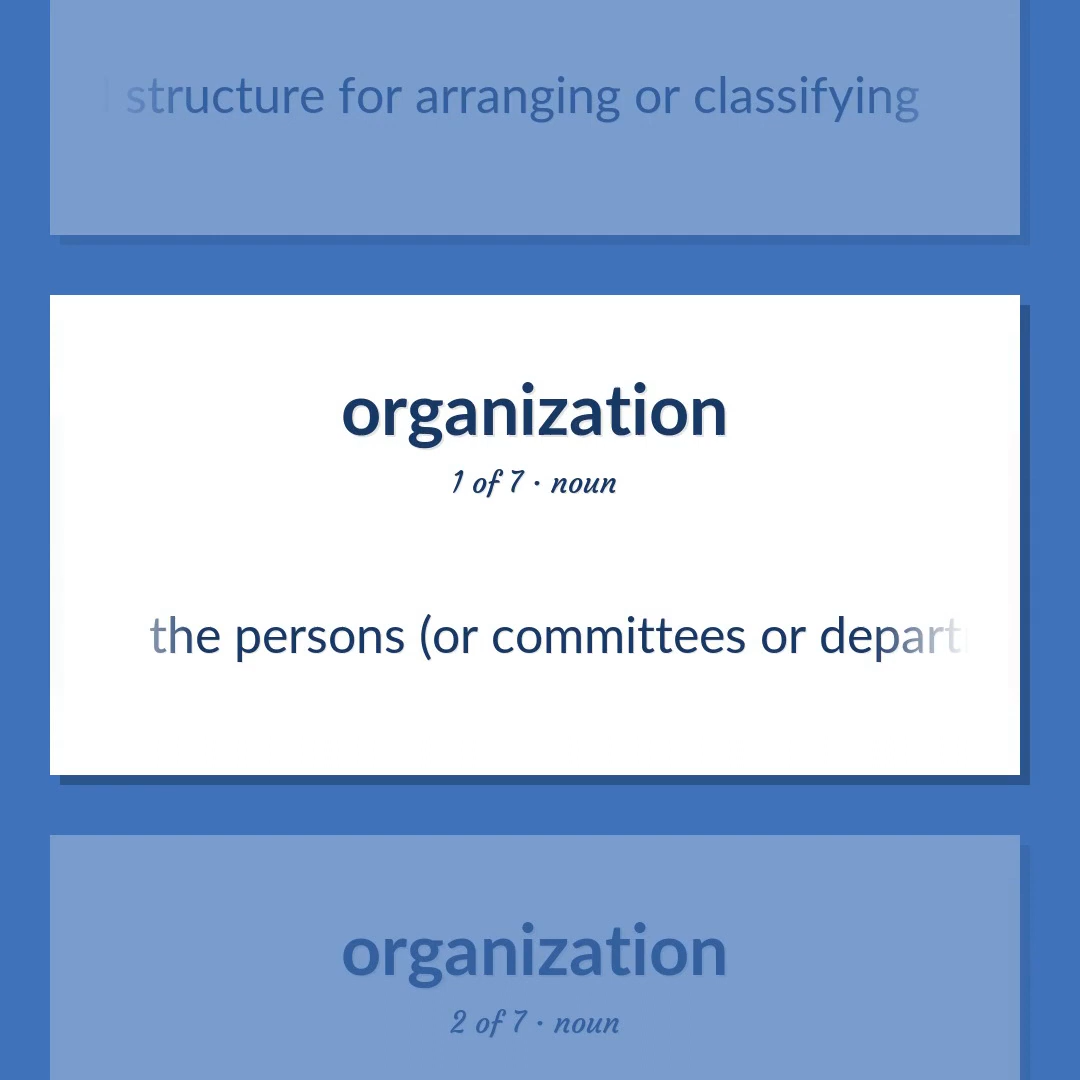 structure for arranging or classifying
organization
1 of 7 · noun
the persons (or committees or depart
organization
2 of 7 · noun